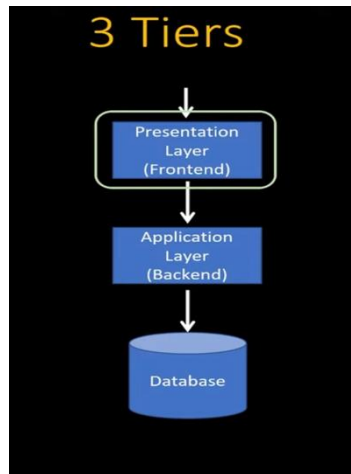 3 Tiers
Presentation
Layer
(Frontend)
Application
Layer
(Backend)
Database